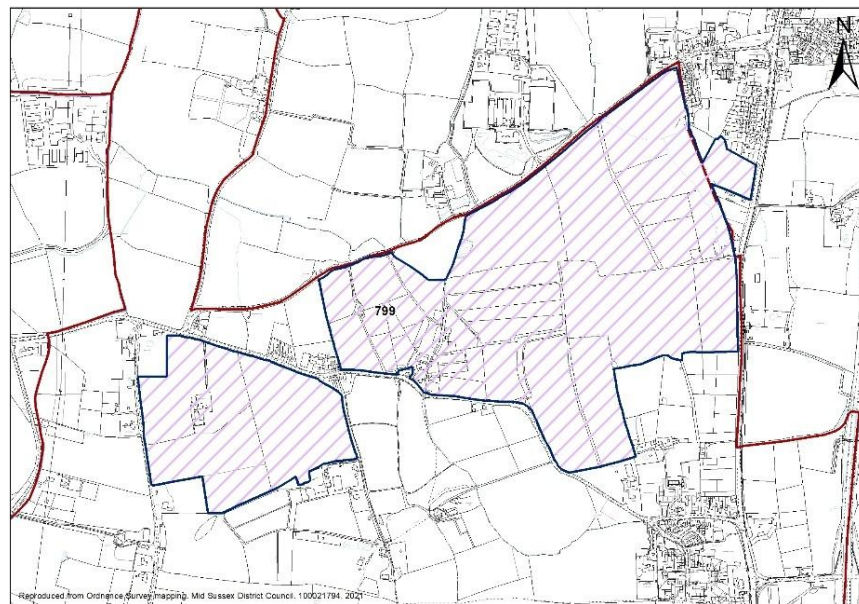 N
799
Reproduced from Ordnance Survey mapping. Mid Sussex District Council. 100021794. 2021